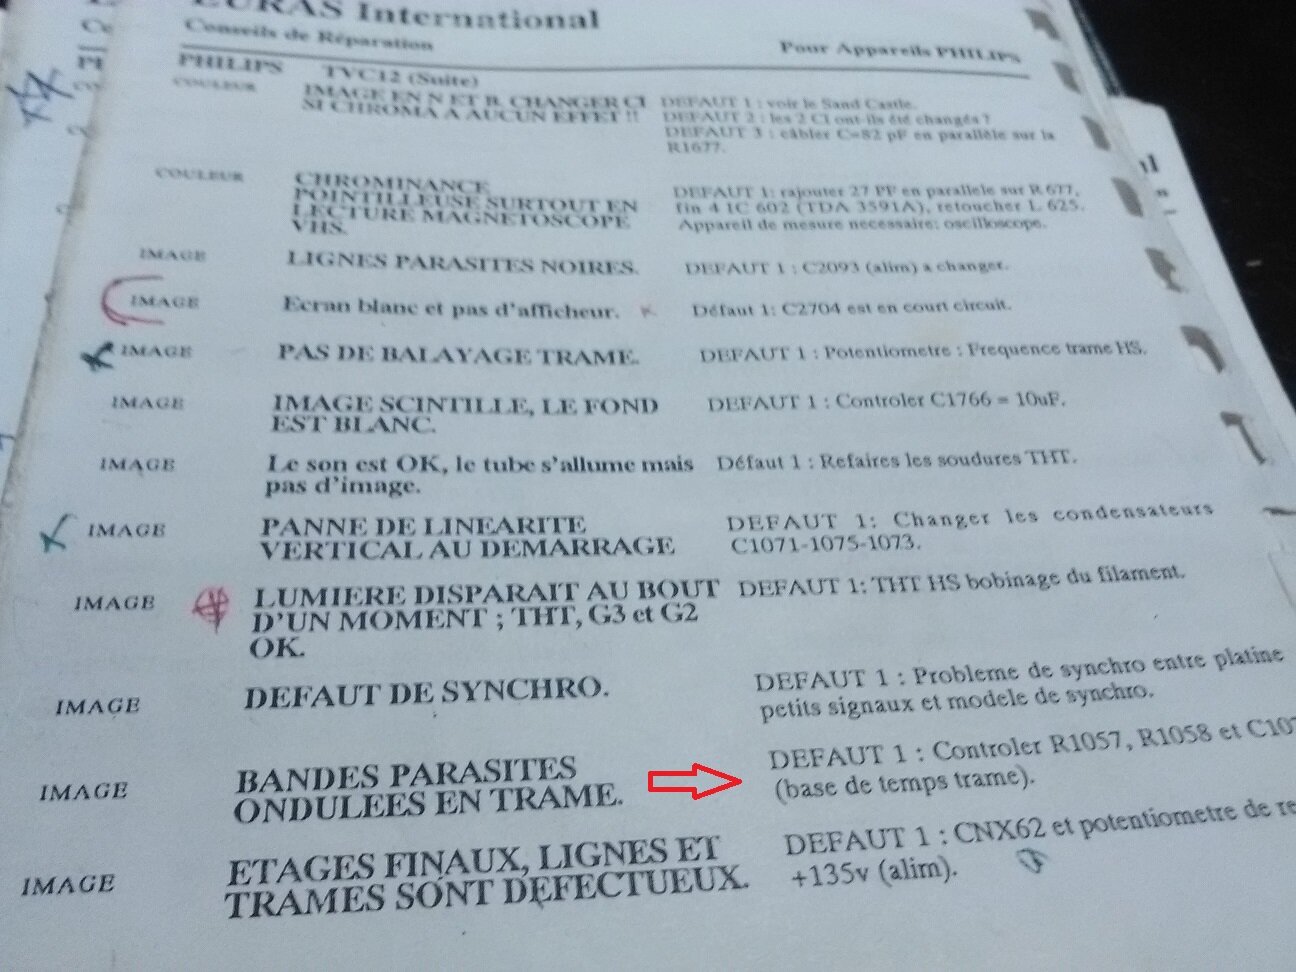 EURAS International
Conseils de Réparation
Pour Appareils PHILIPS
PHILIPS TVC12 (Suite)
COULEUR
IMAGE EN N ET B. CHANGER CI
SI CHROMA A AUCUN EFFET !!
DEFAUT 1 : voir le Sand Castle.
DEFAUT 2 : les 2 CI ont-ils été changés ?
DEFAUT 3 : câbler C=82 pF en parallèle sur la
R1677.
COULEUR
CHROMINANCE
POINTILLEUSE SURTOUT EN
LECTURE MAGNETOSCOPE
VHS.
DEFAUT 1: rajouter 27 PF en parallele sur R 677,
fin 4 IC 602 (TDA 3591A), retoucher L 625.
Appareil de mesure necessaire: oscilloscope.
IMAGE
LIGNES PARASITES NOIRES.
DEFAUT 1 : C2093 (alim) a changer.
IMAGE
Ecran blanc et pas d'afficheur.
Défaut 1: C2704 est en court circuit.
IMAGE
PAS DE BALAYAGE TRAME.
DEFAUT 1 : Potentiometre : Frequence trame HS.
IMAGE
IMAGE SCINTILLE, LE FOND
EST BLANC.
DEFAUT 1 : Controler C1766 = 10uF.
IMAGE
Le son est OK, le tube s'allume mais
pas d'image.
Défaut 1 : Refaires les soudures THT.
IMAGE
PANNE DE LINEARITE
VERTICAL AU DEMARRAGE
DEFAUT 1: Changer les condensateurs
C1071-1075-1073.
IMAGE
LUMIERE DISPARAIT AU BOUT
D'UN MOMENT ; THT, G3 et G2
OK.
DEFAUT 1: THT HS bobinage du filament.
IMAGE
DEFAUT DE SYNCHRO.
DEFAUT 1 : Probleme de synchro entre platine
petits signaux et modele de synchro.
IMAGE
BANDES PARASITES
ONDULEES EN TRAME.
DEFAUT 1 : Controler R1057, R1058 et C107
(base de temps trame).
IMAGE
ETAGES FINAUX, LIGNES ET
TRAMES SONT DEFECTUEUX.
DEFAUT 1 : CNX62 et potentiometre de re
+135v (alim).